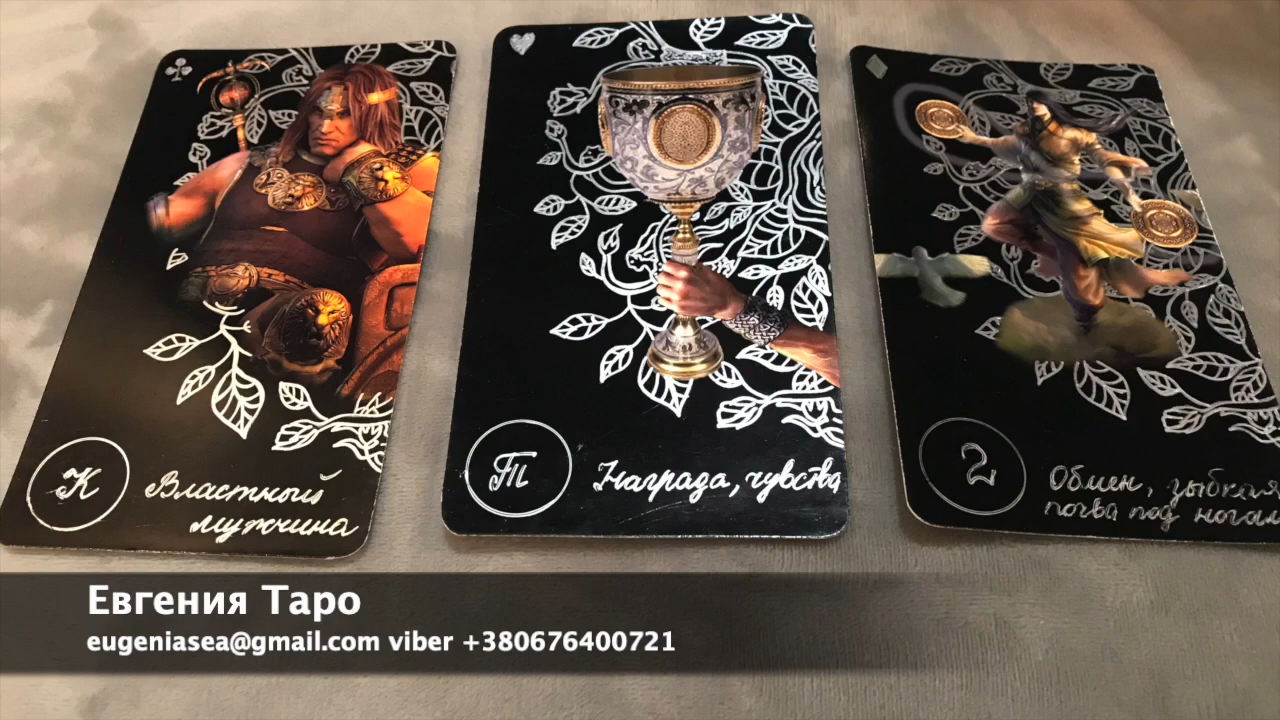 К
Властный
мужчина
Т
Награда, чувства
2
Обмен, зыбкая
почва под ногам
Евгения Таро
eugeniasea@gmail.com viber +380676400721